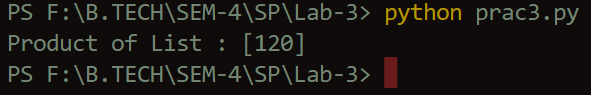 PS F:\B.TECH\SEM-4\SP\Lab-3> python prac3.py
Product of List : [120]
PS F:\B.TECH\SEM-4\SP\Lab-3>